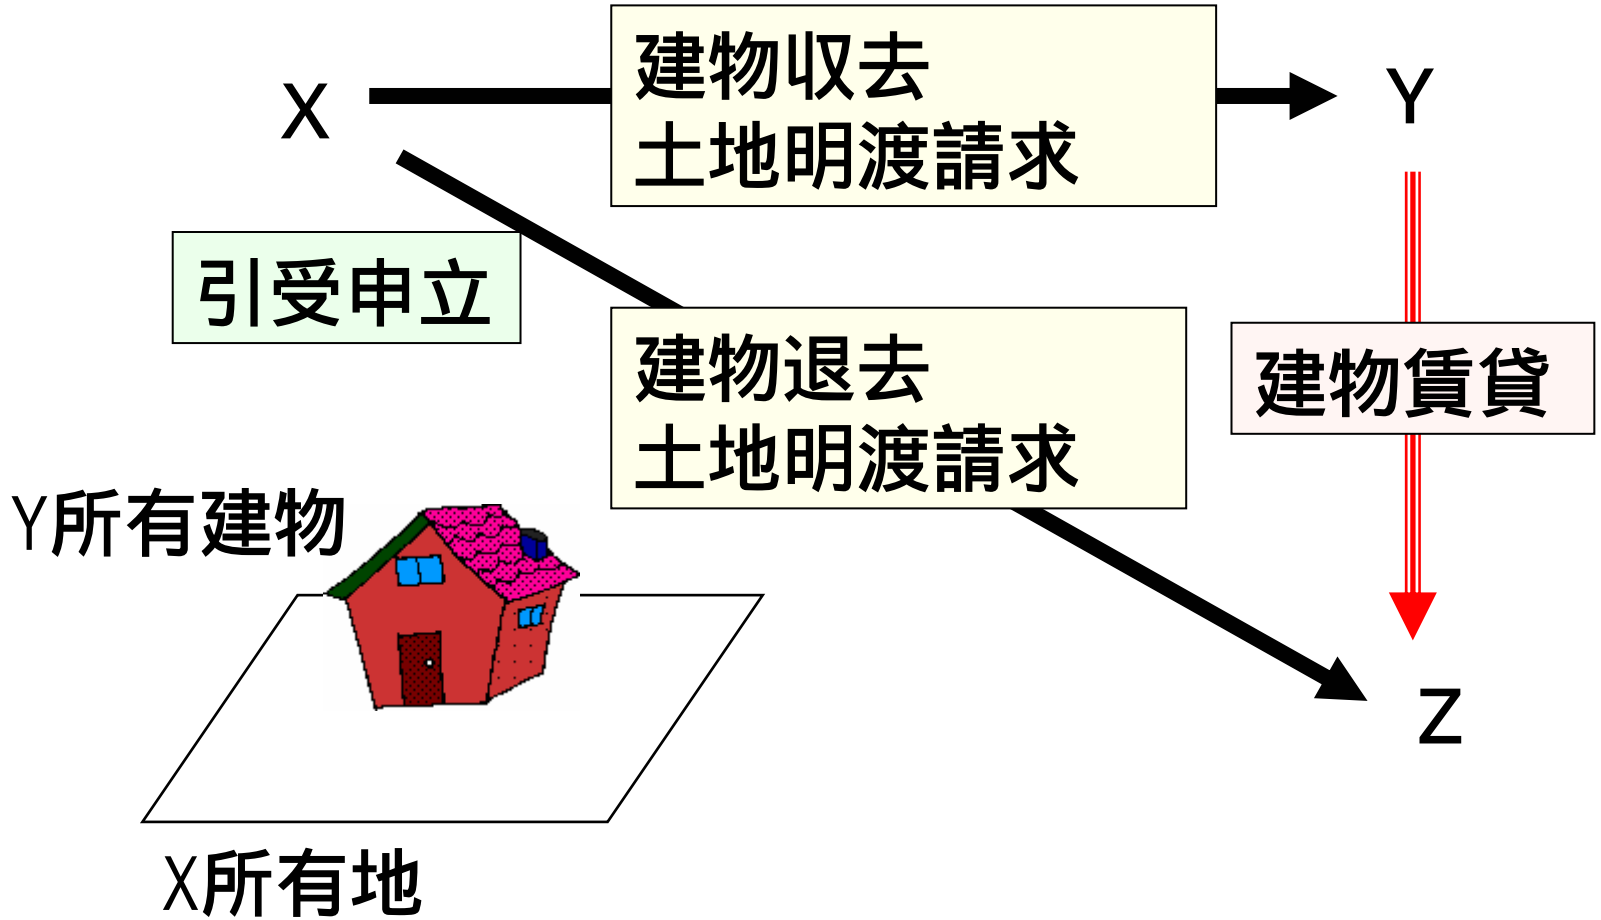 建物収去
土地明渡請求
X
Y
引受申立
建物退去
土地明渡請求
建物賃貸
Y所有建物
Z
X所有地